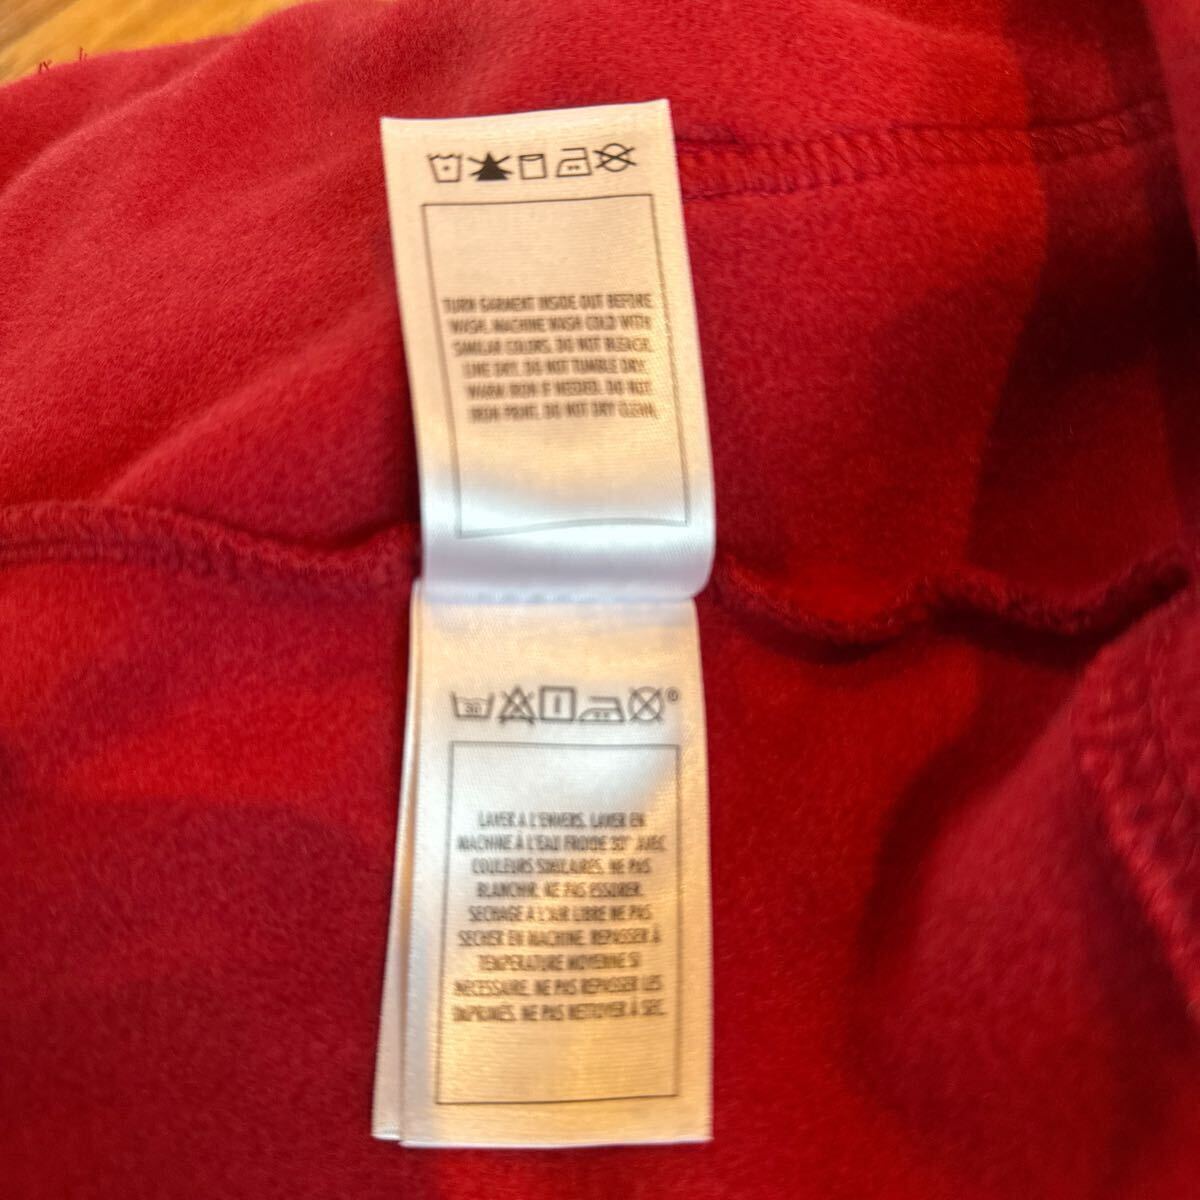 TURN GARMENT INSIDE OUT BEFORE
WASH. MACHINE WASH COLD WITH
SIMILAR COLORS. DO NOT BLEACH.
LINE DRY. DO NOT TUMBLE DRY.
WARM IRON IF NEEDED. DO NOT
IRON PRINT. DO NOT DRY CLEAN.
30
®
LAVER A L'ENVERS. LAVER EN
MACHINE À L'EAU FROIDE 30° AVEC
COULEURS SIMILAIRES. NE PAS
BLANCHIR. NE PAS ESSORER.
SECHAGE A L'AIR LIBRE NE PAS
SECHER EN MACHINE. REPASSER À
TEMPERATURE MOYENNE SI
NECESSAIRE. NE PAS REPASSER LES
IMPRIMES. NE PAS NETTOYER À SEC.